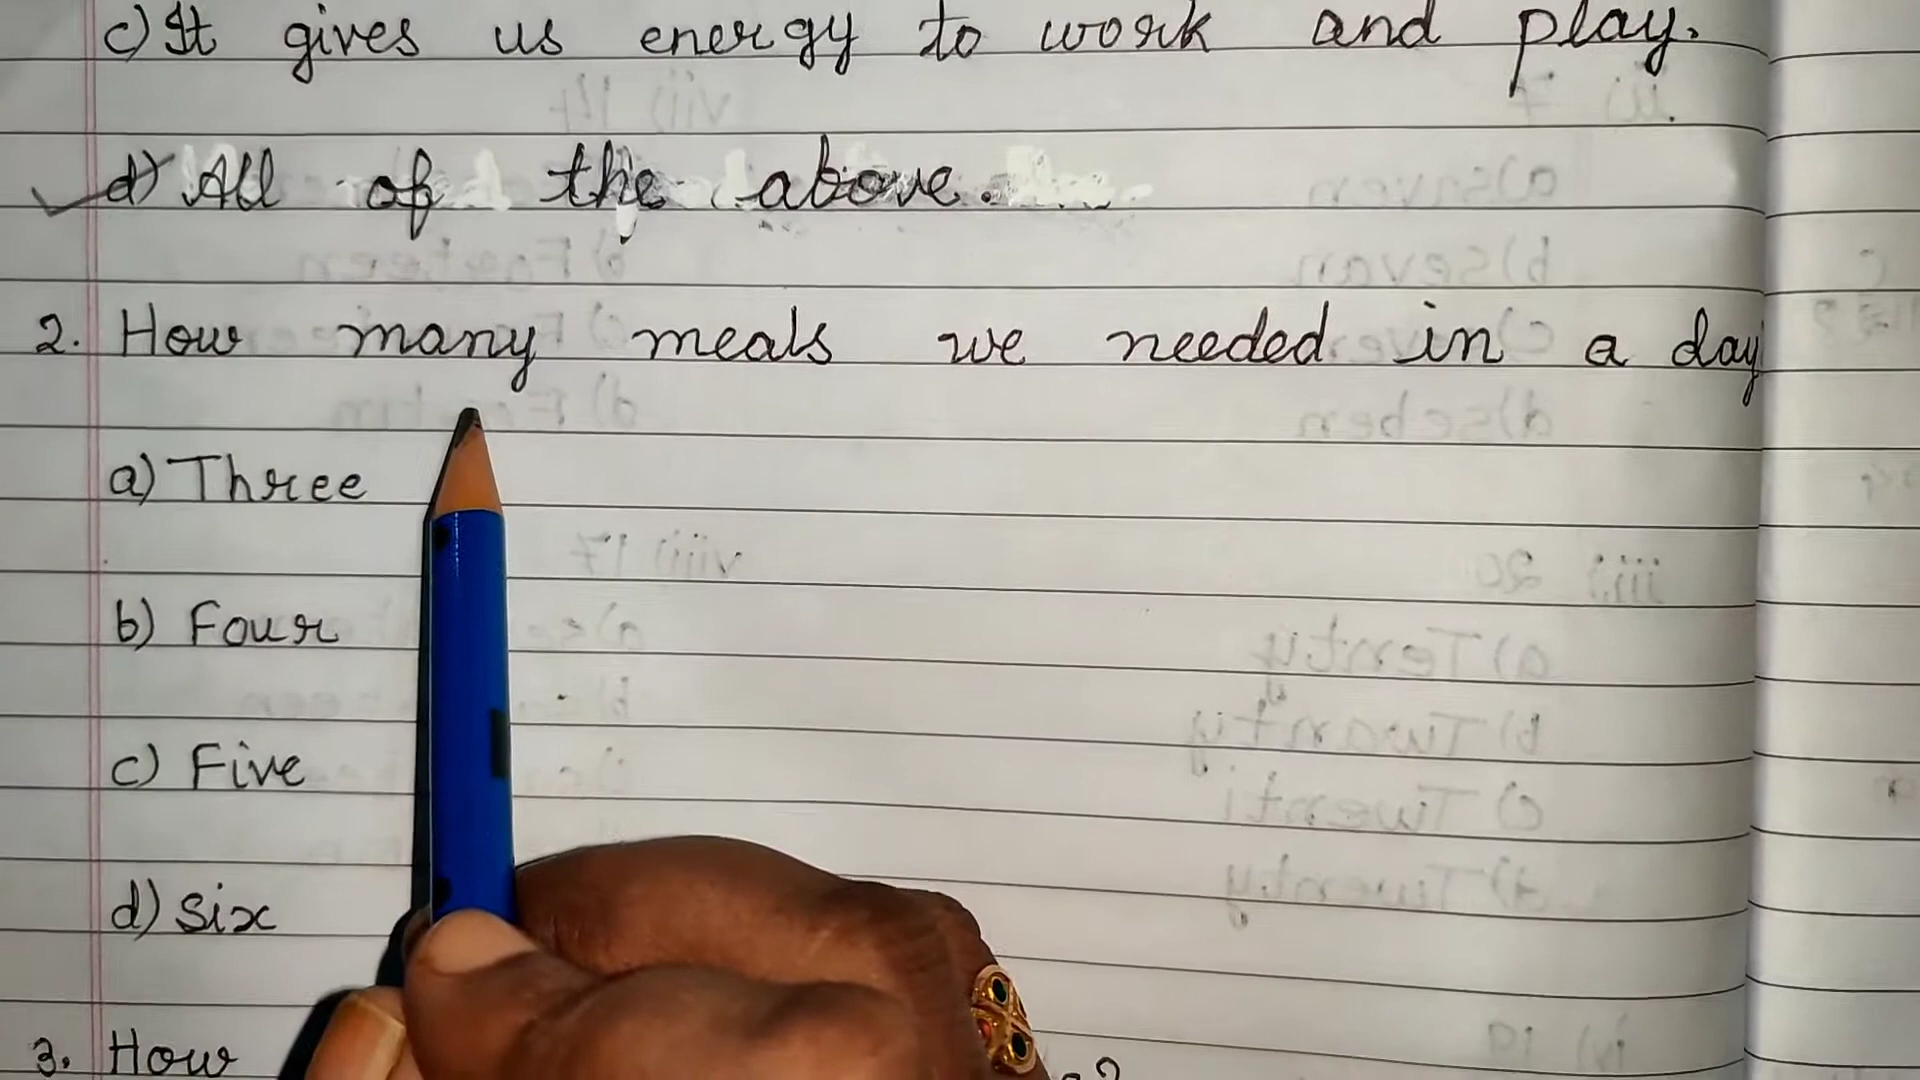 c) It gives us energy to work and play.
d) All of the above.
2. How many meals we needed in a day
a) Three
b) Four
c) Five
d) six
3. How